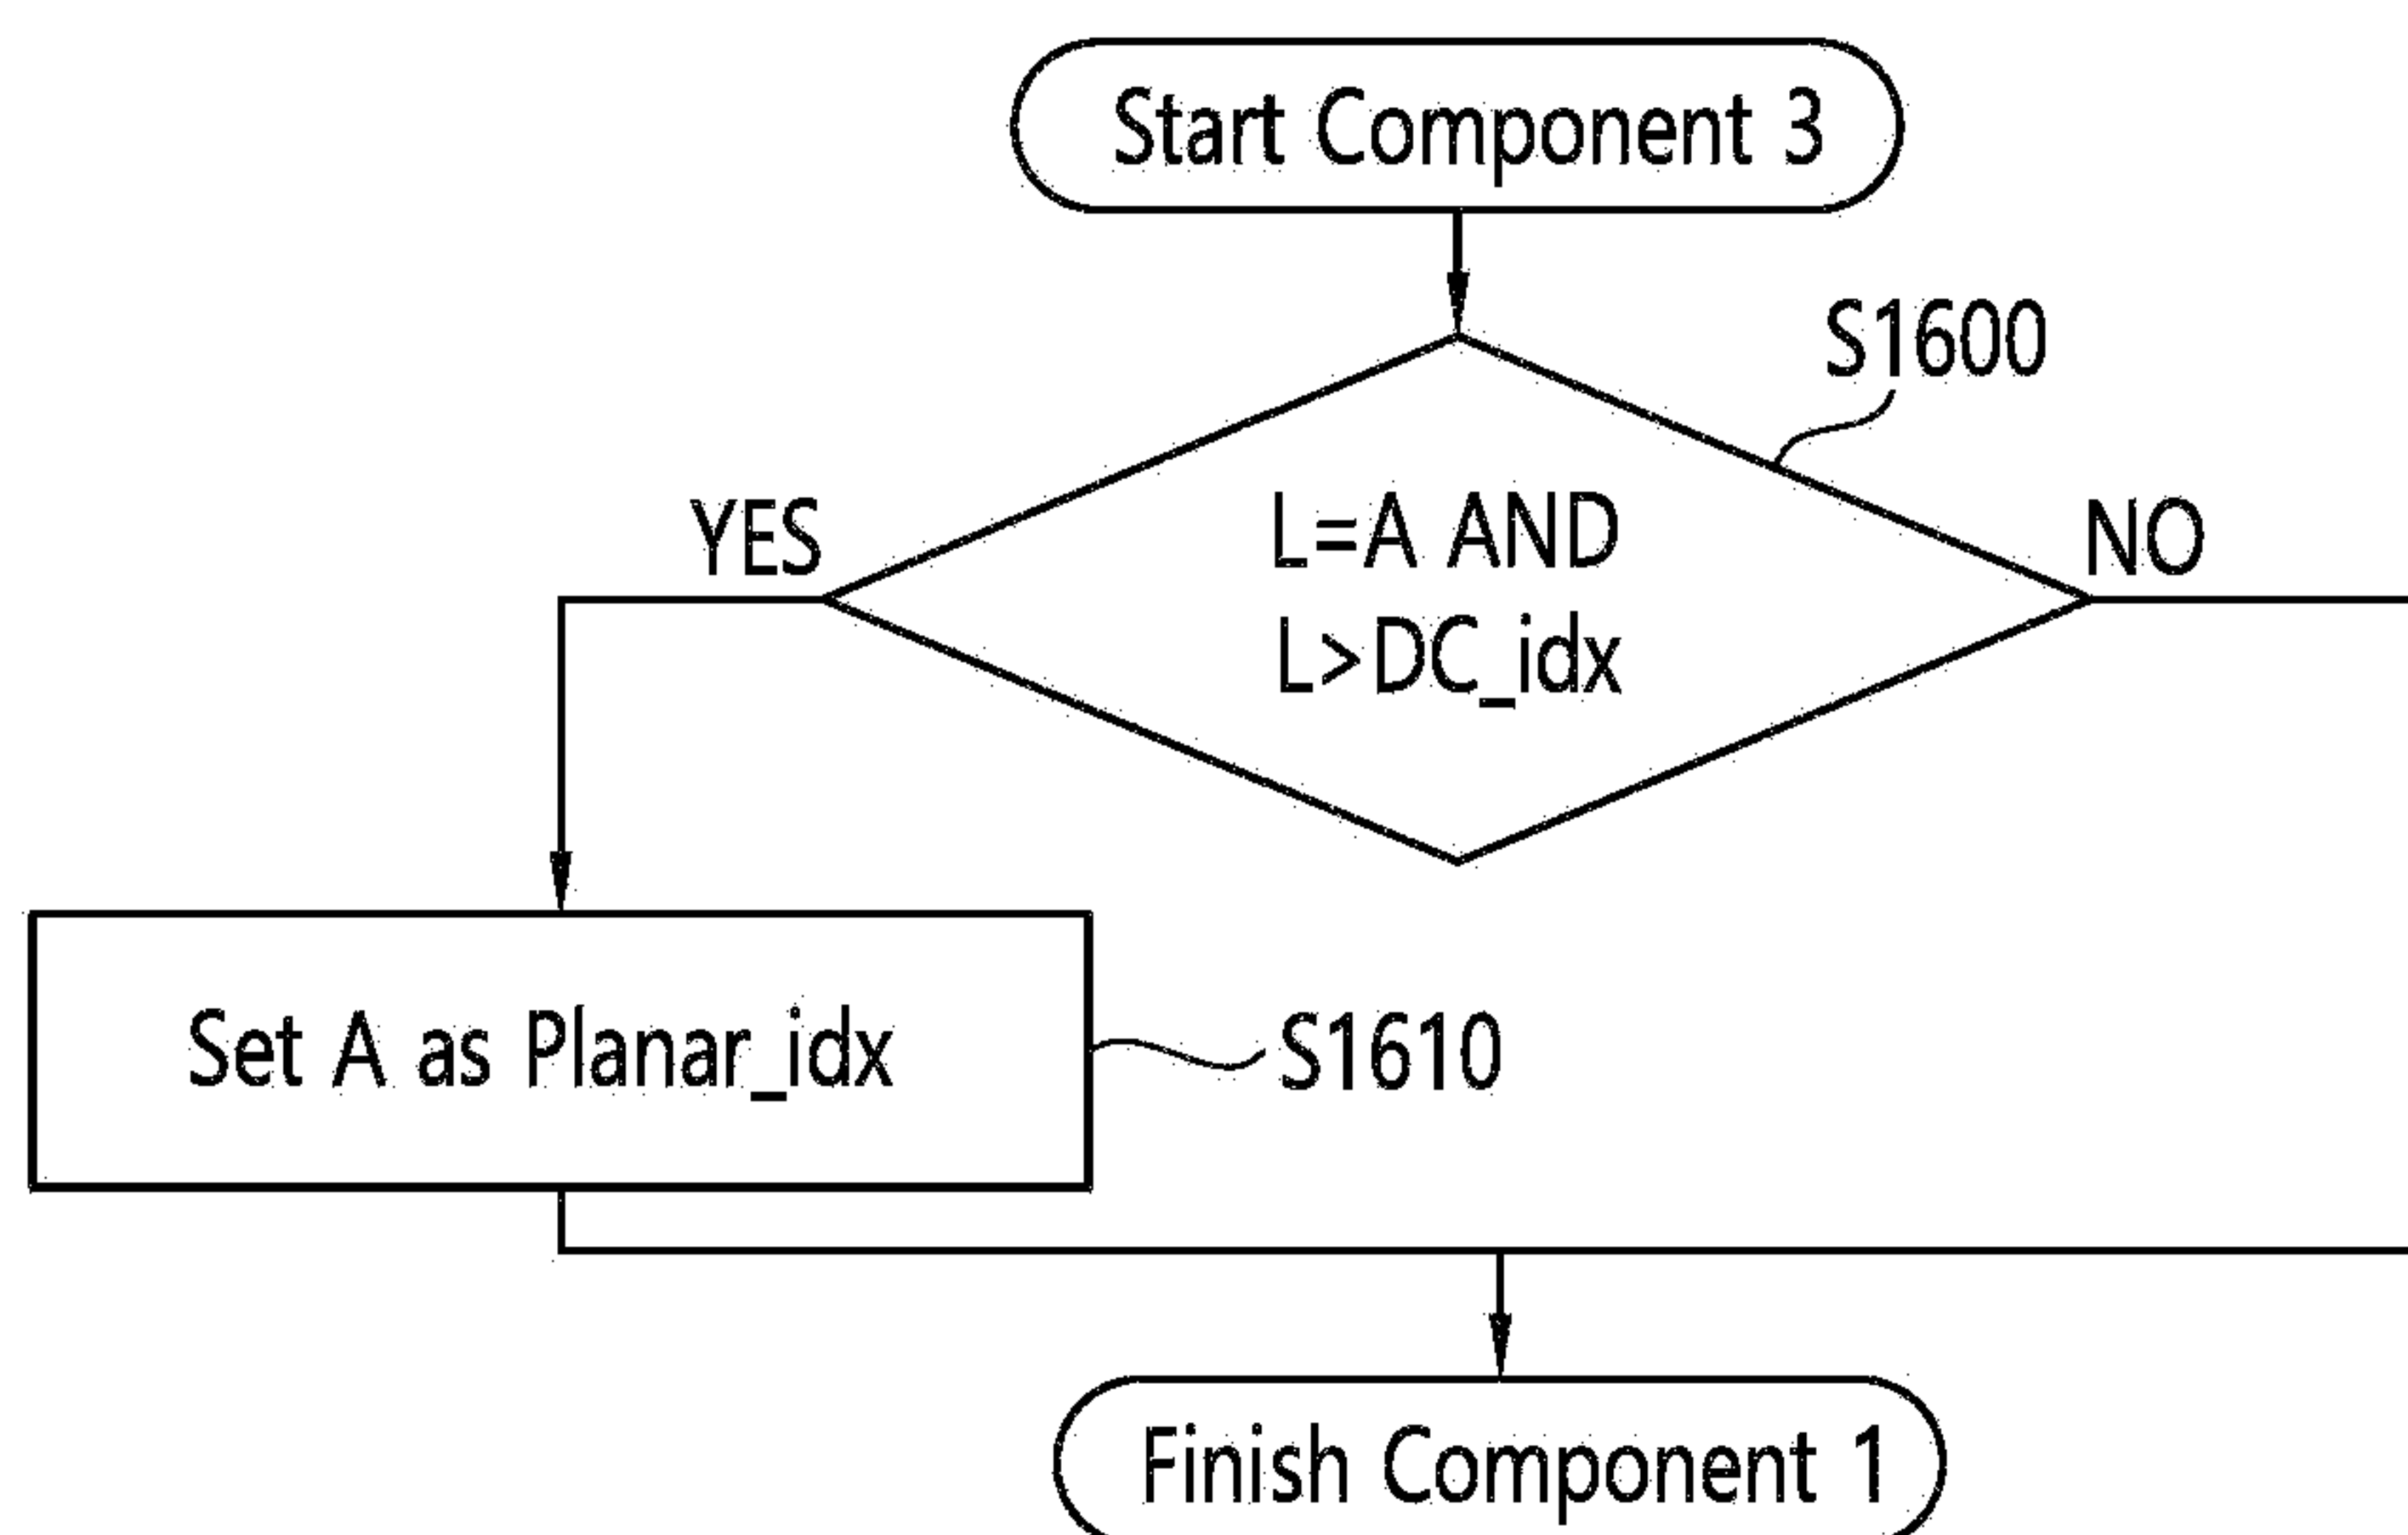 Start Component 3
S1600
YES
L=A AND
L>DC_idx
NO
Set A as Planar_idx
S1610
Finish Component 1